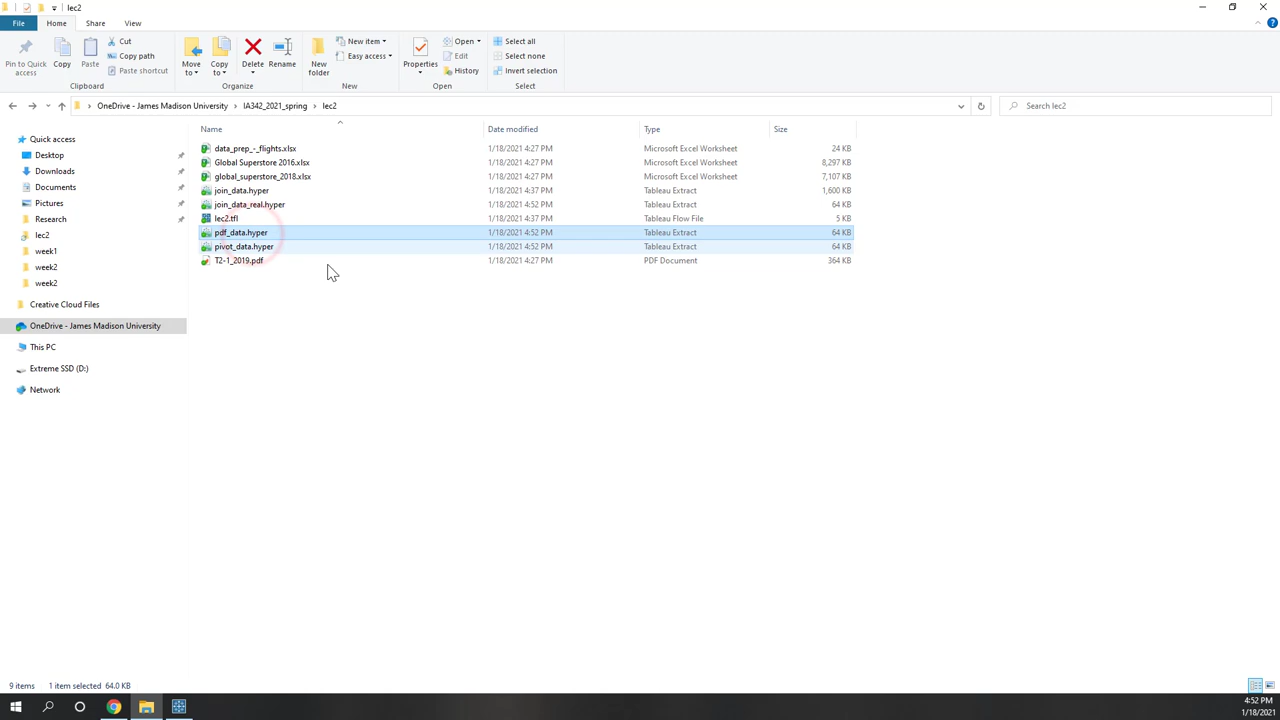 lec2
File Home Share View
Pin to Quick access
Copy
Paste
Cut
Copy path
Paste shortcut
Clipboard
Move to
Copy to
Delete
Rename
Organize
New folder
New item
Easy access
New
Properties
Open
Edit
History
Open
Select all
Select none
Invert selection
Select
OneDrive - James Madison University IA342_2021_spring lec2
Search lec2
Quick access
Desktop
Downloads
Documents
Pictures
Research
lec2
week1
week2
week2
Creative Cloud Files
OneDrive - James Madison University
This PC
Extreme SSD (D:)
Network
Name Date modified Type Size
data_prep_-_flights.xlsx 1/18/2021 4:27 PM Microsoft Excel Worksheet 24 KB
Global Superstore 2016.xlsx 1/18/2021 4:27 PM Microsoft Excel Worksheet 8,297 KB
global_superstore_2018.xlsx 1/18/2021 4:27 PM Microsoft Excel Worksheet 7,107 KB
join_data.hyper 1/18/2021 4:37 PM Tableau Extract 1,600 KB
join_data_real.hyper 1/18/2021 4:52 PM Tableau Extract 64 KB
lec2.tfl 1/18/2021 4:37 PM Tableau Flow File 5 KB
pdf_data.hyper 1/18/2021 4:52 PM Tableau Extract 64 KB
pivot_data.hyper 1/18/2021 4:52 PM Tableau Extract 64 KB
T2-1_2019.pdf 1/18/2021 4:27 PM PDF Document 364 KB
9 items 1 item selected 64.0 KB
4:52 PM
1/18/2021